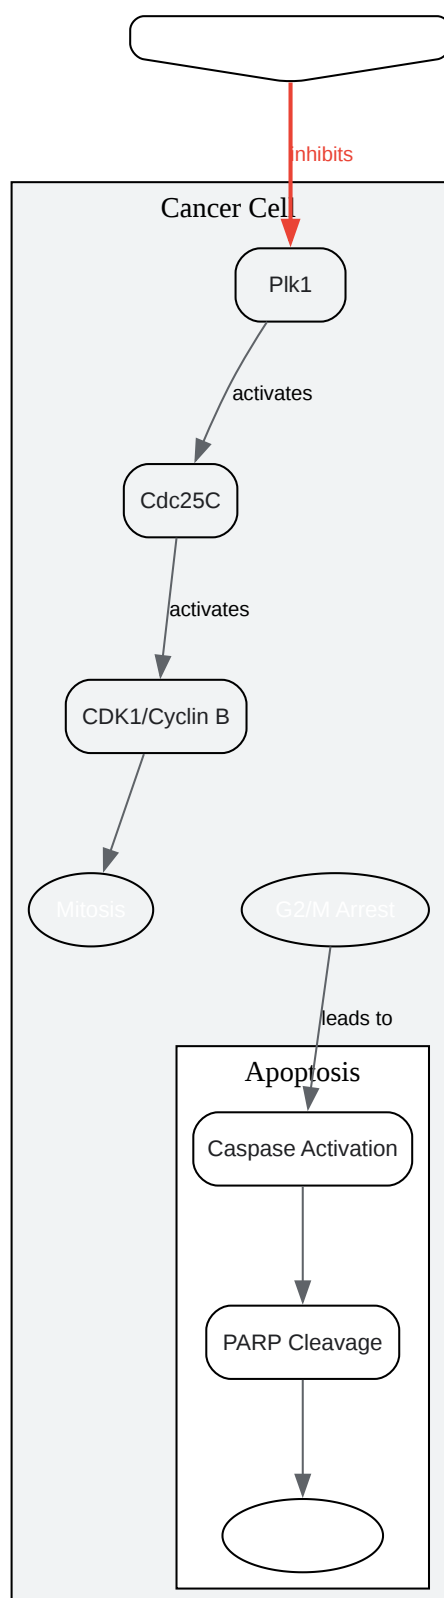 inhibits
Cancer Cell
Plk1
activates
Cdc25C
activates
CDK1/Cyclin B
Mitosis
G2/M Arrest
leads to
Apoptosis
Caspase Activation
PARP Cleavage